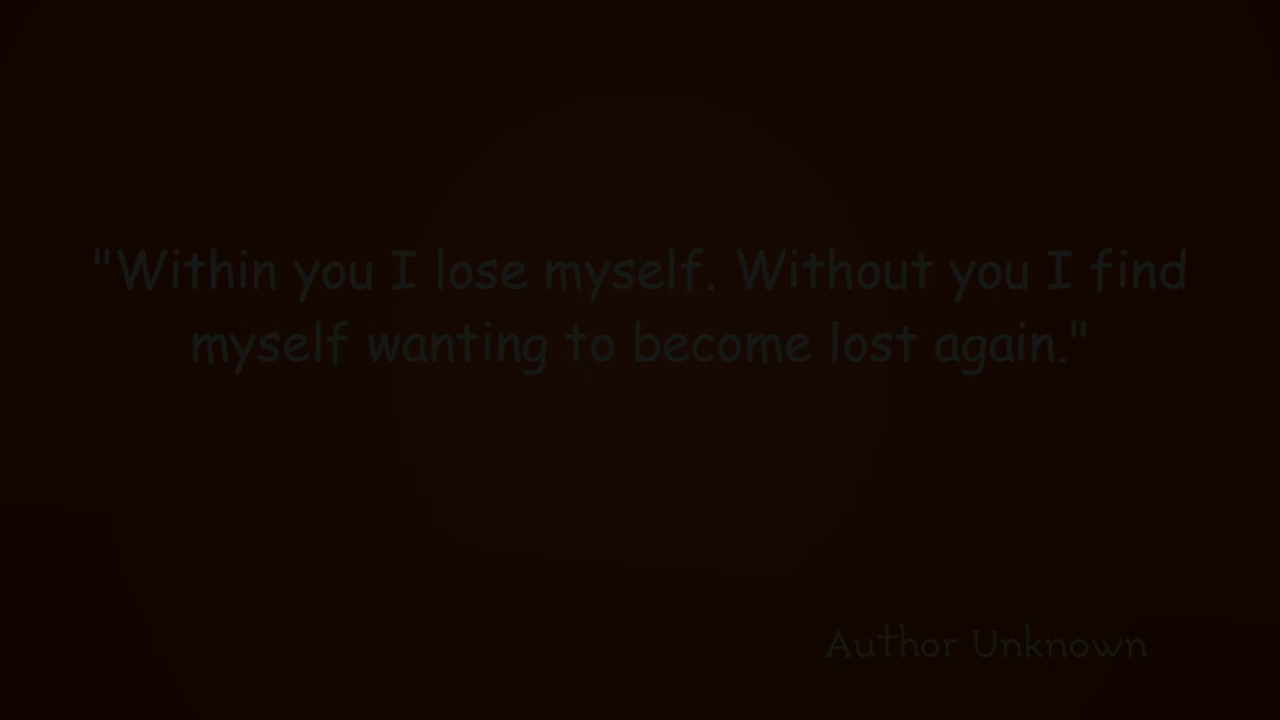 "Within you I lose myself. Without you I find
myself wanting to become lost again."
Author Unknown